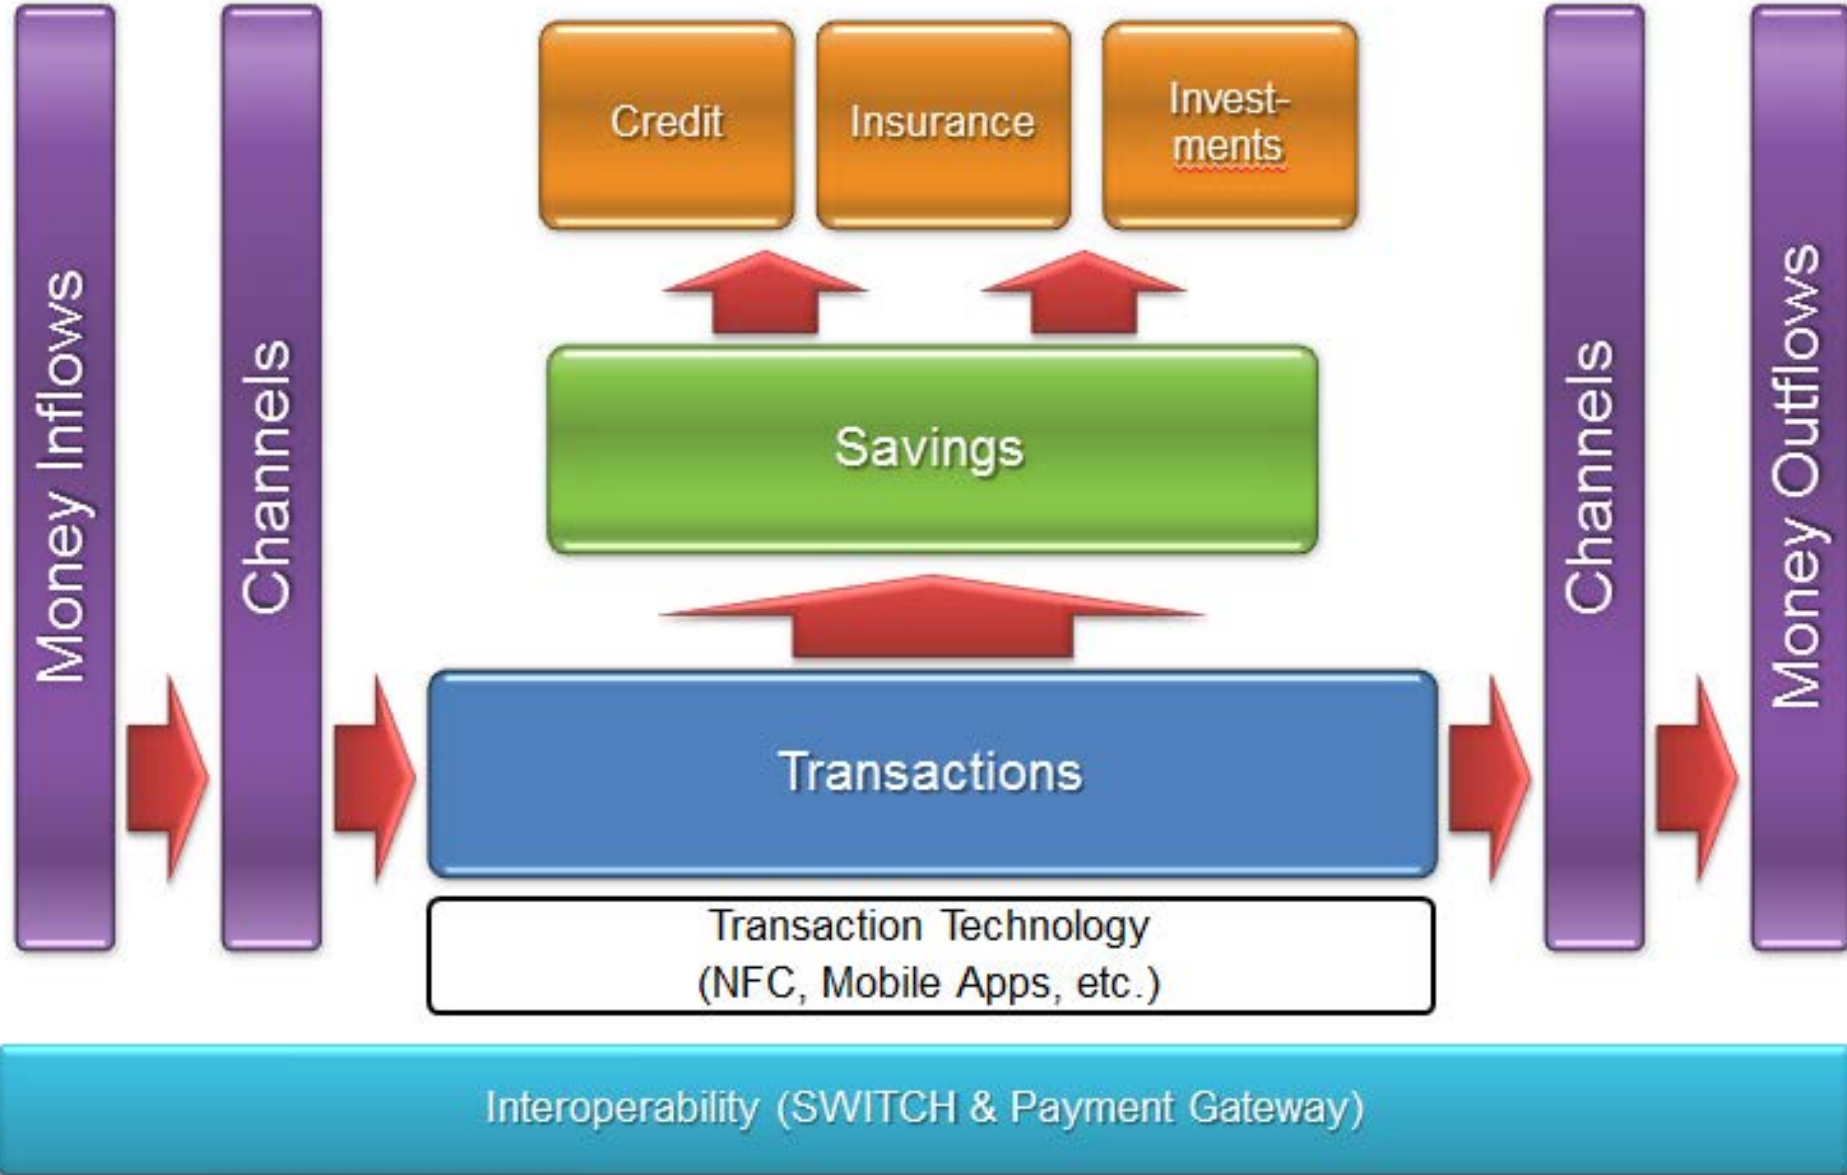 Money Inflows
Channels
Credit
Insurance
Invest-
ments
Savings
Transactions
Transaction Technology
(NFC, Mobile Apps, etc.)
Channels
Money Outflows
Interoperability (SWITCH & Payment Gateway)